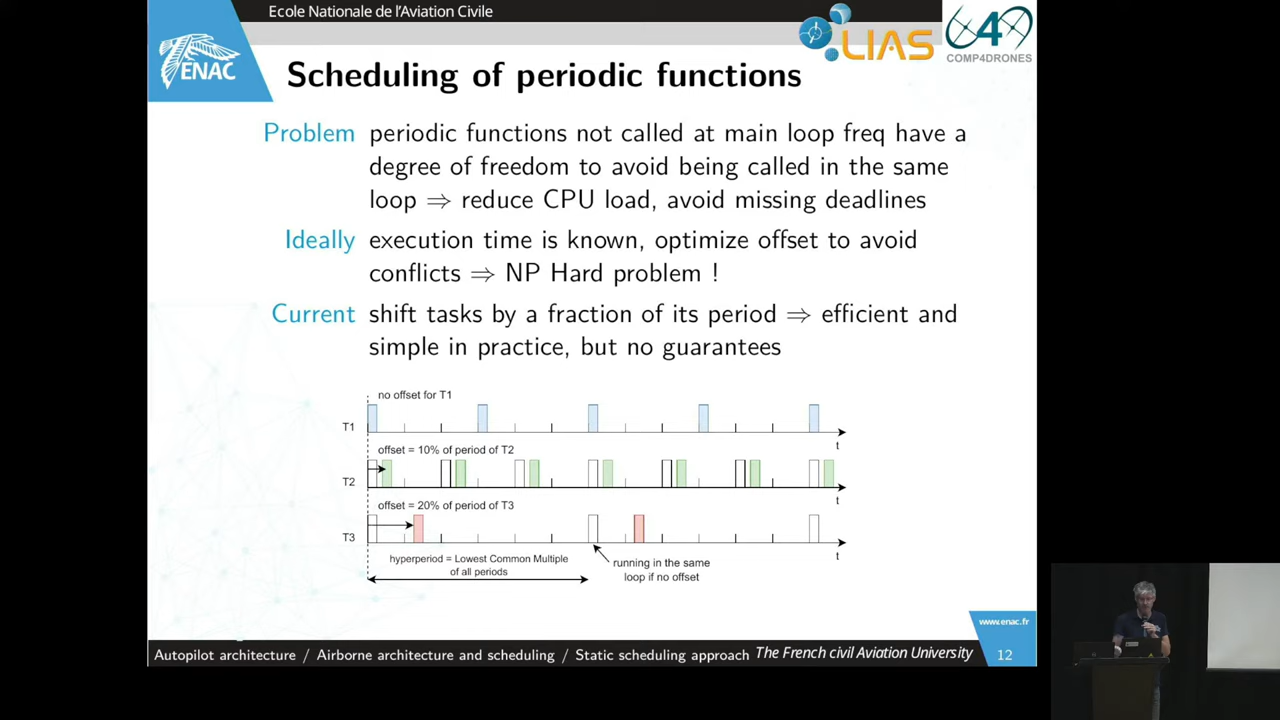 Ecole Nationale de l'Aviation Civile
ENAC
LIAS
COMP4DRONES
Scheduling of periodic functions
Problem periodic functions not called at main loop freq have a
degree of freedom to avoid being called in the same
loop ⇒ reduce CPU load, avoid missing deadlines
Ideally execution time is known, optimize offset to avoid
conflicts ⇒ NP Hard problem !
Current shift tasks by a fraction of its period ⇒ efficient and
simple in practice, but no guarantees
no offset for T1
T1
t
offset = 10% of period of T2
T2
t
offset = 20% of period of T3
T3
t
hyperperiod = Lowest Common Multiple
of all periods
running in the same
loop if no offset
www.enac.fr
Autopilot architecture / Airborne architecture and scheduling / Static scheduling approach The French civil Aviation University 12